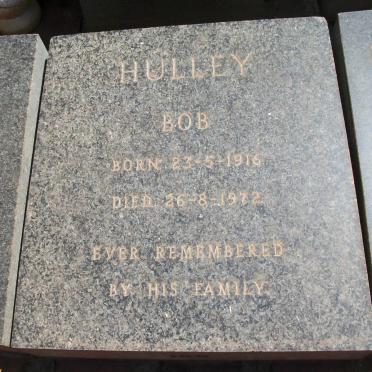 HULLEY
BOB
BORN 23-5-1916
DIED 26-8-1972
EVER REMEMBERED
BY HIS FAMILY